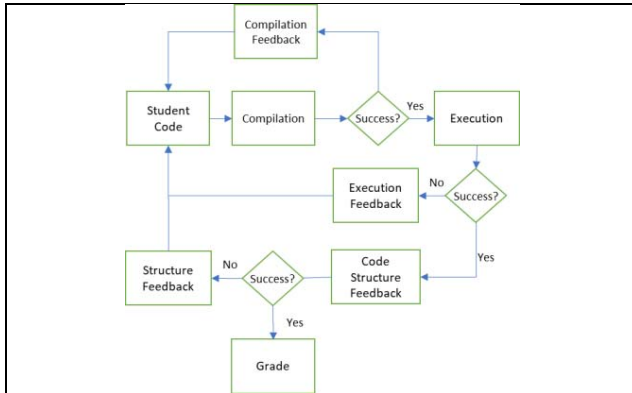 Compilation
Feedback
Student
Code
Compilation
Success?
Yes
Execution
Execution
Feedback
No
Success?
Yes
Structure
Feedback
No
Success?
Code
Structure
Feedback
Yes
Grade